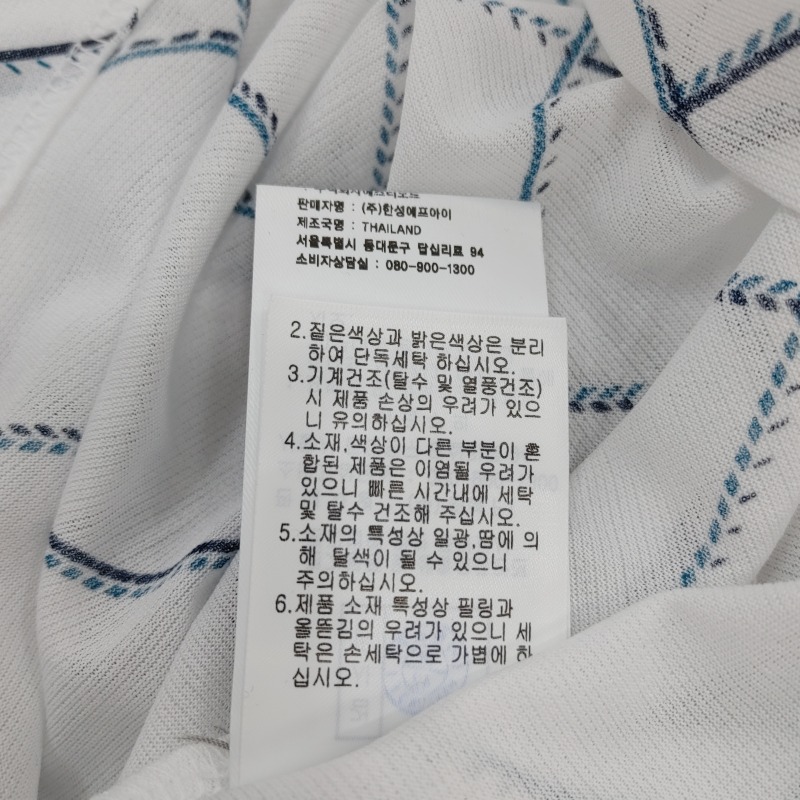 판매자명 : (주)한성에프아이
제조국명 : THAILAND
서울특별시 동대문구 답십리로 94
소비자상담실 : 080-900-1300
2.짙은색상과 밝은색상은 분리
하여 단독세탁 하십시오.
3.기계건조(탈수 및 열풍건조)
시 제품 손상의 우려가 있으
니 유의하십시오.
4.소재,색상이 다른 부분이 혼
합된 제품은 이염될 우려가
있으니 빠른 시간내에 세탁
및 탈수 건조해 주십시오.
5.소재의 특성상 일광,땀에 의
해 탈색이 될 수 있으니
주의하십시오.
6.제품 소재 특성상 필링과
올뜯김의 우려가 있으니 세
탁은 손세탁으로 가볍에 하
십시오.